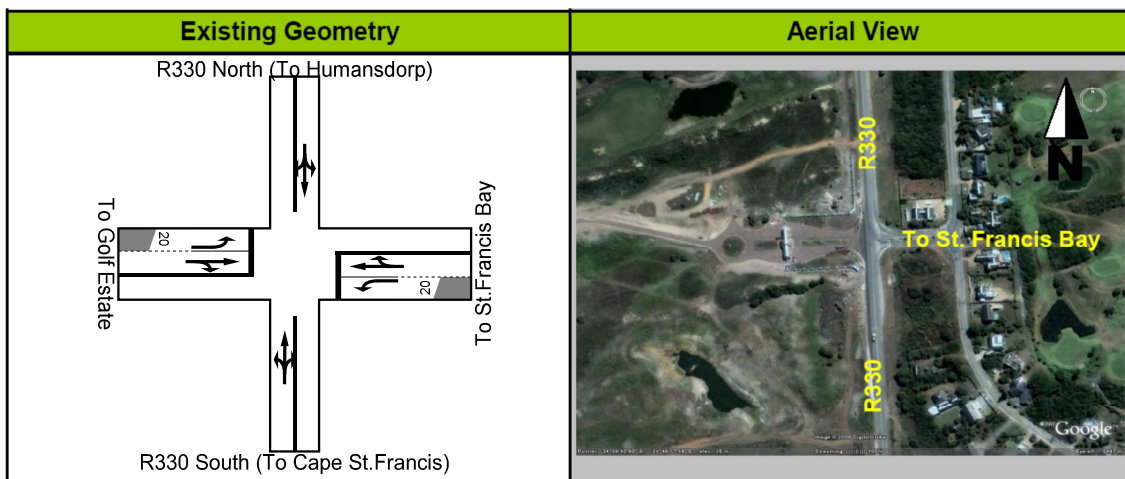 Existing Geometry
Aerial View
R330 North (To Humansdorp)
To Golf Estate
20
20
To St.Francis Bay
R330 South (To Cape St.Francis)
R330
N
To St. Francis Bay
R330
Google